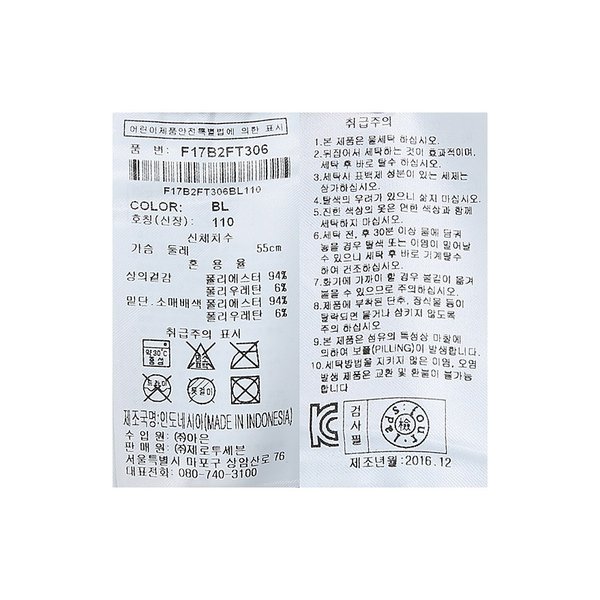 어린이제품안전특별법에 의한 표시
품 번: F17B2FT306
F17B2FT306BL110
COLOR: BL
호칭(신장): 110
신체치수
가슴 둘레 55cm
혼 용 율
상의겉감 폴리에스터 94%
폴리우레탄 6%
밑단.소매배색 폴리에스터 94%
폴리우레탄 6%
취급주의 표시
약30℃
중성
드라이
옷걸이
제조국명:인도네시아(MADE IN INDONESIA)
수 입 원: ㈜아은
판 매 원: ㈜제로투세븐
서울특별시 마포구 상암산로 76
대표전화: 080-740-3100
취급주의
1.본 제품은 물세탁 하십시오.
2.뒤집어서 세탁하는 것이 효과적이며,
세탁 후 바로 탈수 하십시오.
3.세탁시 표백제 성분이 있는 세제는
삼가하십시오.
4.탈색의 우려가 있으니 삶지 마십시오.
5.진한 색상의 옷은 연한 색상과 함께
세탁하지 마십시오.
6.세탁 전, 후 30분 이상 물에 담궈
놓을 경우 탈색 또는 이염이 일어날
수 있으니 세탁 후 바로 기계탈수
하여 건조하십시오.
7.화기에 가까이 할 경우 불길이 옮겨
붙을 수 있으므로 주의하십시오.
8.제품에 부착된 단추, 장식물 등이
탈락되면 물거나 삼키지 않도록
주의 하십시오
9.본 제품은 섬유의 특성상 마찰에
의하여 보풀(PILLING)이 발생합니다.
10.세탁방법을 지키지 않은 이염, 오염
발생 제품은 교환 및 환불이 불가능
합니다.
검사필
檢
제조년월:2016.12